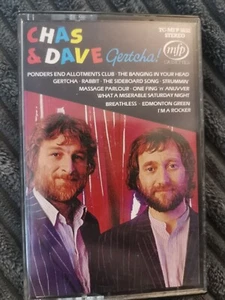 CHAS
& DAVE Gertcha!
mfp
STEREO
PONDERS END ALLOTMENTS CLUB · THE BANGING IN YOUR HEAD
GERTCHA · RABBIT · THE SIDEBOARD SONG · STRUMMIN'
MASSAGE PARLOUR · ONE FING 'N' ANUVVER
WHAT A MISERABLE SATURDAY NIGHT
BREATHLESS · EDMONTON GREEN
I'M A ROCKER